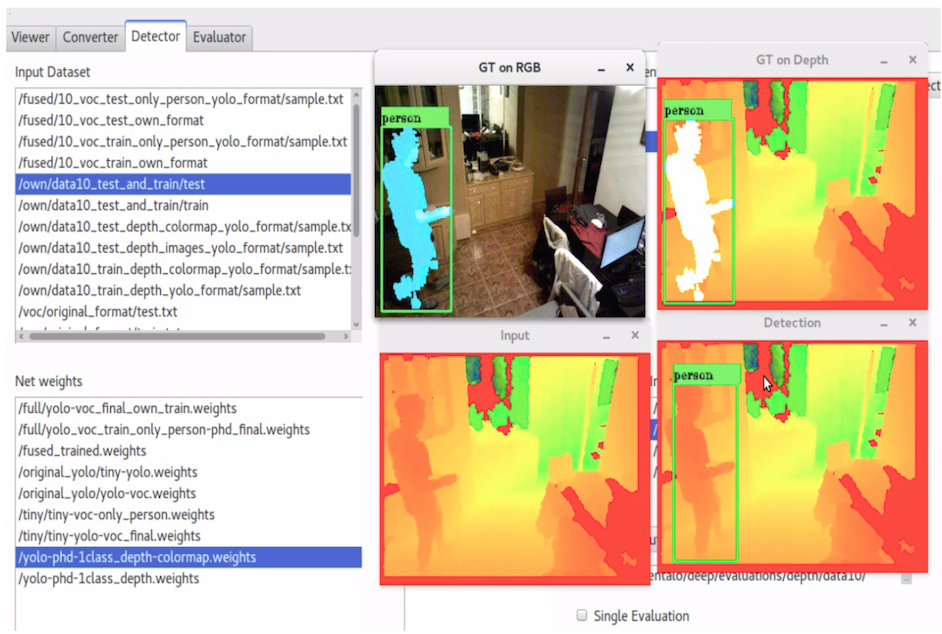 Viewer Converter Detector Evaluator
Input Dataset
/fused/10_voc_test_only_person_yolo_format/sample.txt
/fused/10_voc_test_own_format
/fused/10_voc_train_only_person_yolo_format/sample.txt
/fused/10_voc_train_own_format
/own/data10_test_and_train/test
/own/data10_test_and_train/train
/own/data10_test_depth_colormap_yolo_format/sample.tx
/own/data10_test_depth_images_yolo_format/sample.txt
/own/data10_train_depth_colormap_yolo_format/sample.t
/own/data10_train_depth_yolo_format/sample.txt
/voc/original_format/test.txt
Net weights
/full/yolo-voc_final_own_train.weights
/full/yolo_voc_train_only_person-phd_final.weights
/fused_trained.weights
/original_yolo/tiny-yolo.weights
/original_yolo/yolo-voc.weights
/tiny/tiny-voc-only_person.weights
/tiny/tiny-yolo-voc_final.weights
/yolo-phd-1class_depth-colormap.weights
/yolo-phd-1class_depth.weights
GT on RGB
person
GT on Depth
person
Input
Detection
person
entalo/deep/evaluations/depth/data10/
...
Single Evaluation